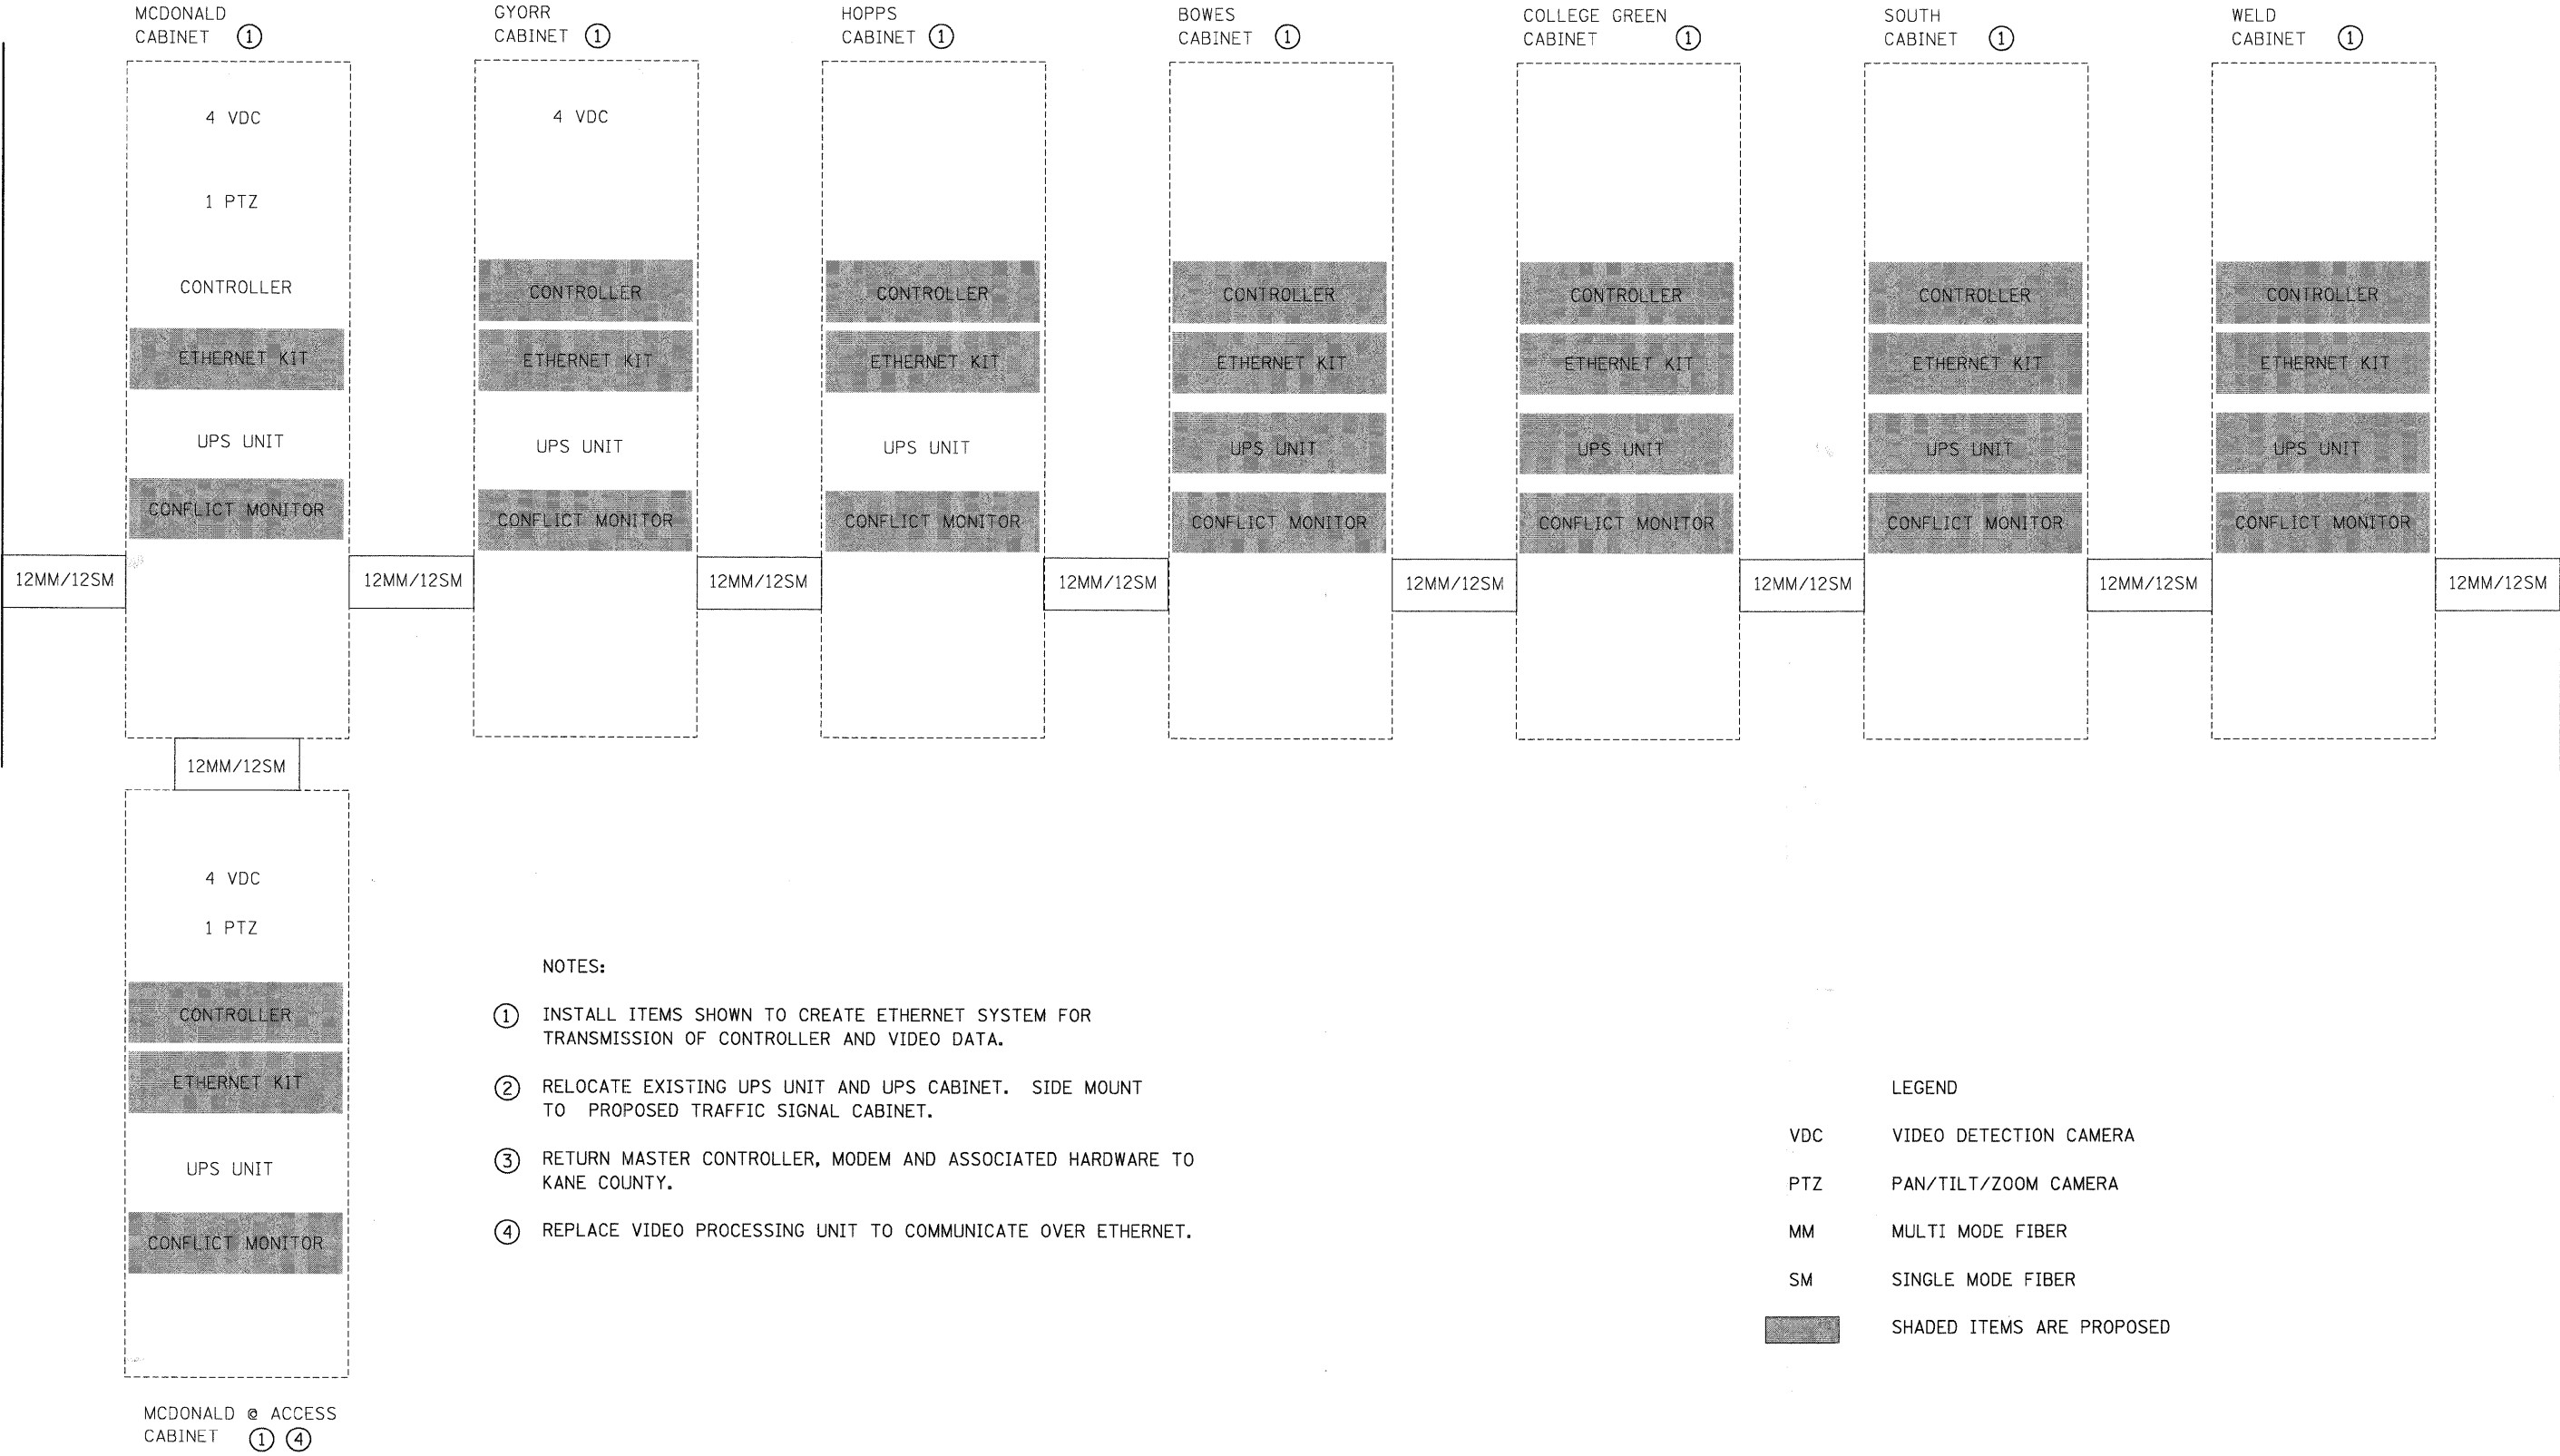 MCDONALD
CABINET ①
4 VDC
1 PTZ
CONTROLLER
ETHERNET KIT
UPS UNIT
CONFLICT MONITOR
GYORR
CABINET ①
4 VDC
CONTROLLER
ETHERNET KIT
UPS UNIT
CONFLICT MONITOR
HOPPS
CABINET ①
CONTROLLER
ETHERNET KIT
UPS UNIT
CONFLICT MONITOR
BOWES
CABINET ①
CONTROLLER
ETHERNET KIT
UPS UNIT
CONFLICT MONITOR
COLLEGE GREEN
CABINET ①
CONTROLLER
ETHERNET KIT
UPS UNIT
CONFLICT MONITOR
SOUTH
CABINET ①
CONTROLLER
ETHERNET KIT
UPS UNIT
CONFLICT MONITOR
WELD
CABINET ①
CONTROLLER
ETHERNET KIT
UPS UNIT
CONFLICT MONITOR
12MM/12SM
12MM/12SM
12MM/12SM
12MM/12SM
12MM/12SM
12MM/12SM
12MM/12SM
12MM/12SM
12MM/12SM
4 VDC
1 PTZ
CONTROLLER
ETHERNET KIT
UPS UNIT
CONFLICT MONITOR
MCDONALD @ ACCESS
CABINET ① ④
NOTES:
① INSTALL ITEMS SHOWN TO CREATE ETHERNET SYSTEM FOR
TRANSMISSION OF CONTROLLER AND VIDEO DATA.
② RELOCATE EXISTING UPS UNIT AND UPS CABINET. SIDE MOUNT
TO PROPOSED TRAFFIC SIGNAL CABINET.
③ RETURN MASTER CONTROLLER, MODEM AND ASSOCIATED HARDWARE TO
KANE COUNTY.
④ REPLACE VIDEO PROCESSING UNIT TO COMMUNICATE OVER ETHERNET.
LEGEND
VDC VIDEO DETECTION CAMERA
PTZ PAN/TILT/ZOOM CAMERA
MM MULTI MODE FIBER
SM SINGLE MODE FIBER
SHADED ITEMS ARE PROPOSED